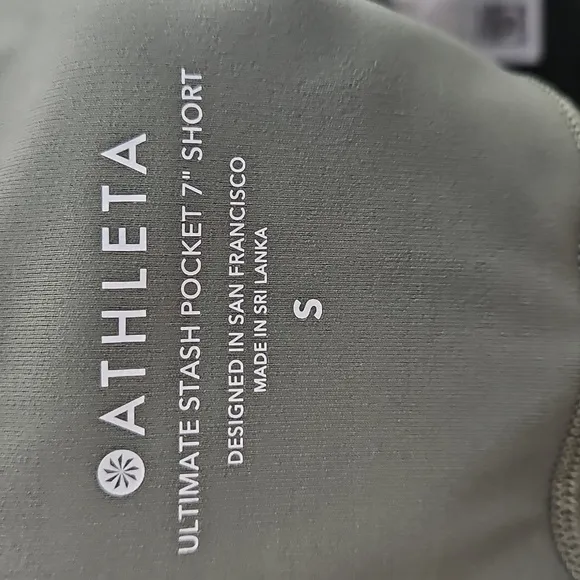 ATHLETA
ULTIMATE STASH POCKET 7" SHORT
DESIGNED IN SAN FRANCISCO
MADE IN SRI LANKA
S